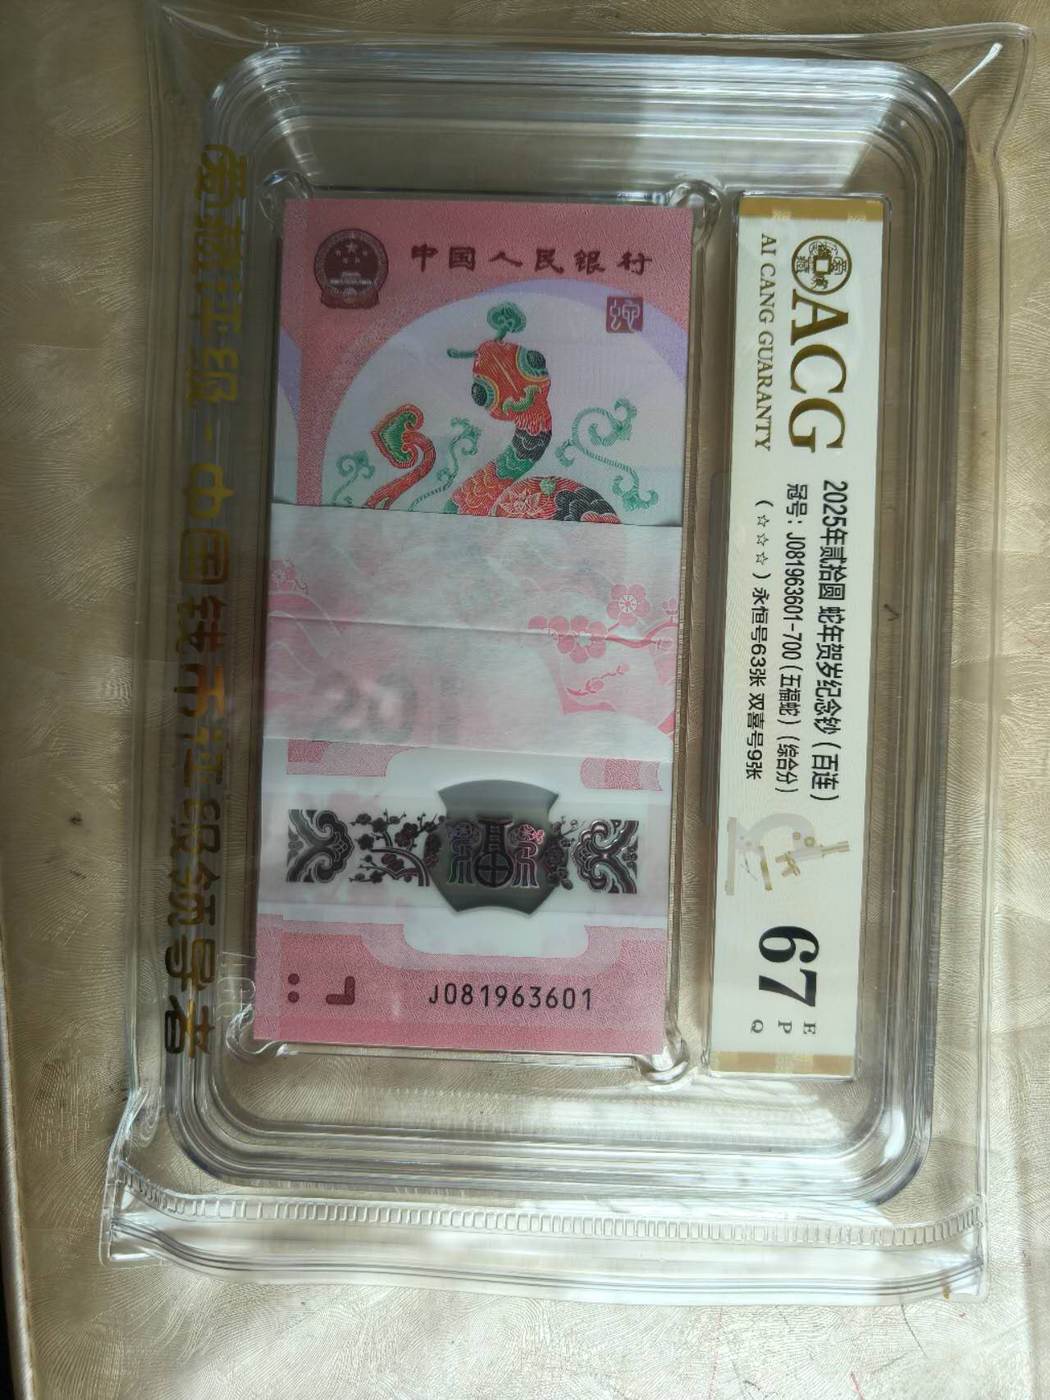 中国人民银行
J081963601
ACG
AI CANG GUARANTY
2025年贰拾圆 蛇年贺岁纪念钞（百连）
冠号：J081963601-700（五福蛇）（综合分）
（☆☆☆）永恒号63张 双喜号9张
67
EPQ
爱藏评级-中国钱币评级领导者